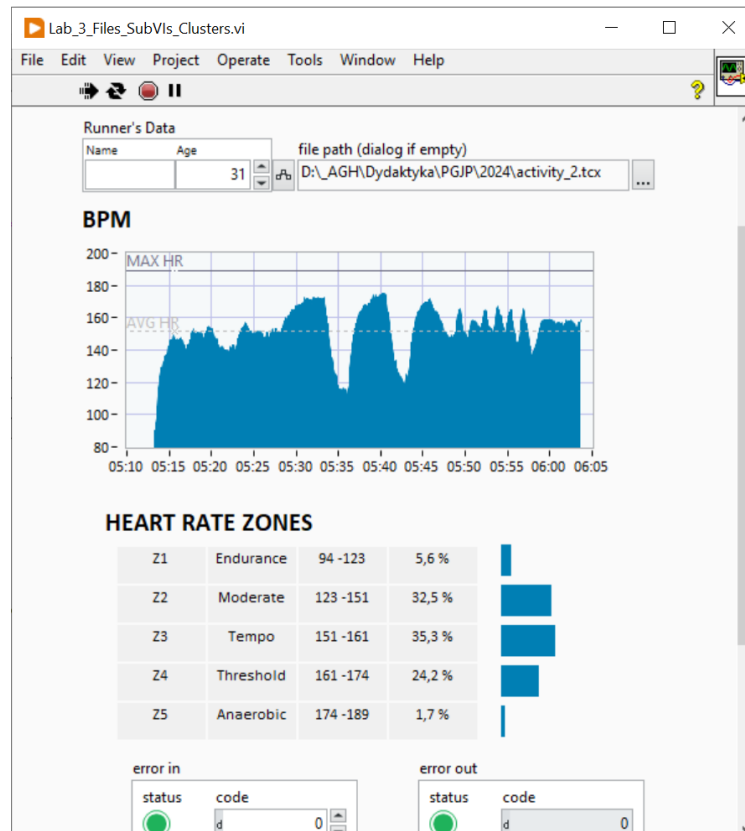 Lab_3_Files_SubVIs_Clusters.vi
File Edit View Project Operate Tools Window Help
Runner's Data
Name Age file path (dialog if empty)
31 D:\_AGH\Dydaktyka\PGJP\2024\activity_2.tcx ...
BPM
200
MAX HR
180
160
AVG HR
140
120
100
80
05:10 05:15 05:20 05:25 05:30 05:35 05:40 05:45 05:50 05:55 06:00 06:05
HEART RATE ZONES
Z1 Endurance 94 -123 5,6 %
Z2 Moderate 123 -151 32,5 %
Z3 Tempo 151 -161 35,3 %
Z4 Threshold 161 -174 24,2 %
Z5 Anaerobic 174 -189 1,7 %
error in error out
status code status code
d 0 d 0